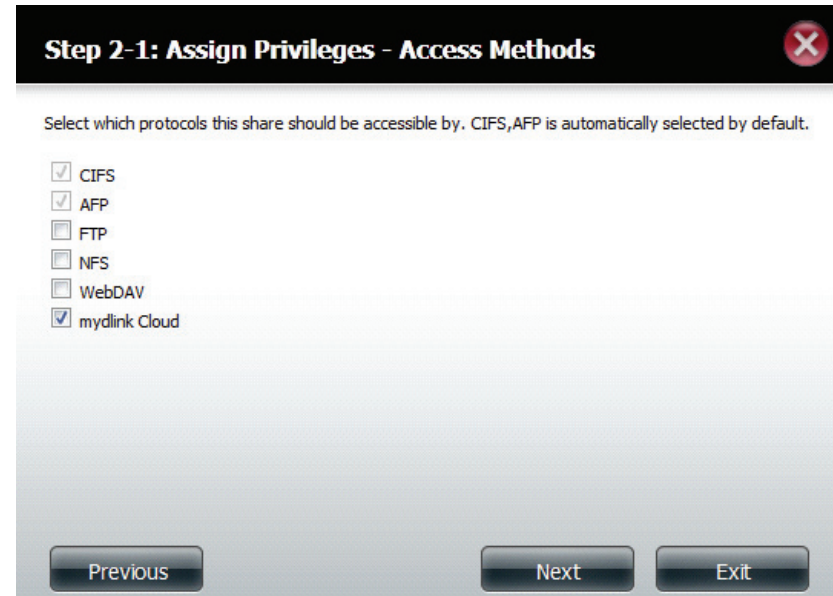 Step 2-1: Assign Privileges - Access Methods
Select which protocols this share should be accessible by. CIFS,AFP is automatically selected by default.
CIFS
AFP
FTP
NFS
WebDAV
mydlink Cloud
Previous
Next
Exit